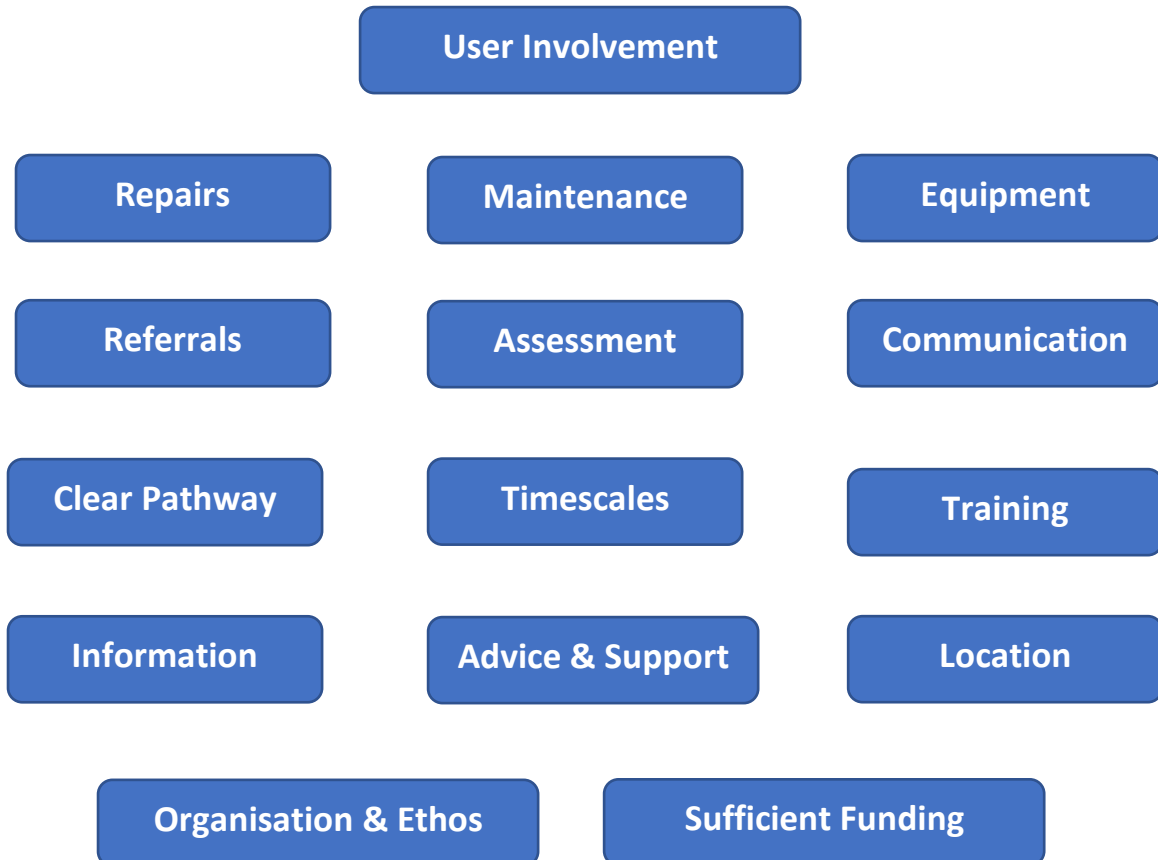 User Involvement
Repairs
Maintenance
Equipment
Referrals
Assessment
Communication
Clear Pathway
Timescales
Training
Information
Advice & Support
Location
Organisation & Ethos
Sufficient Funding